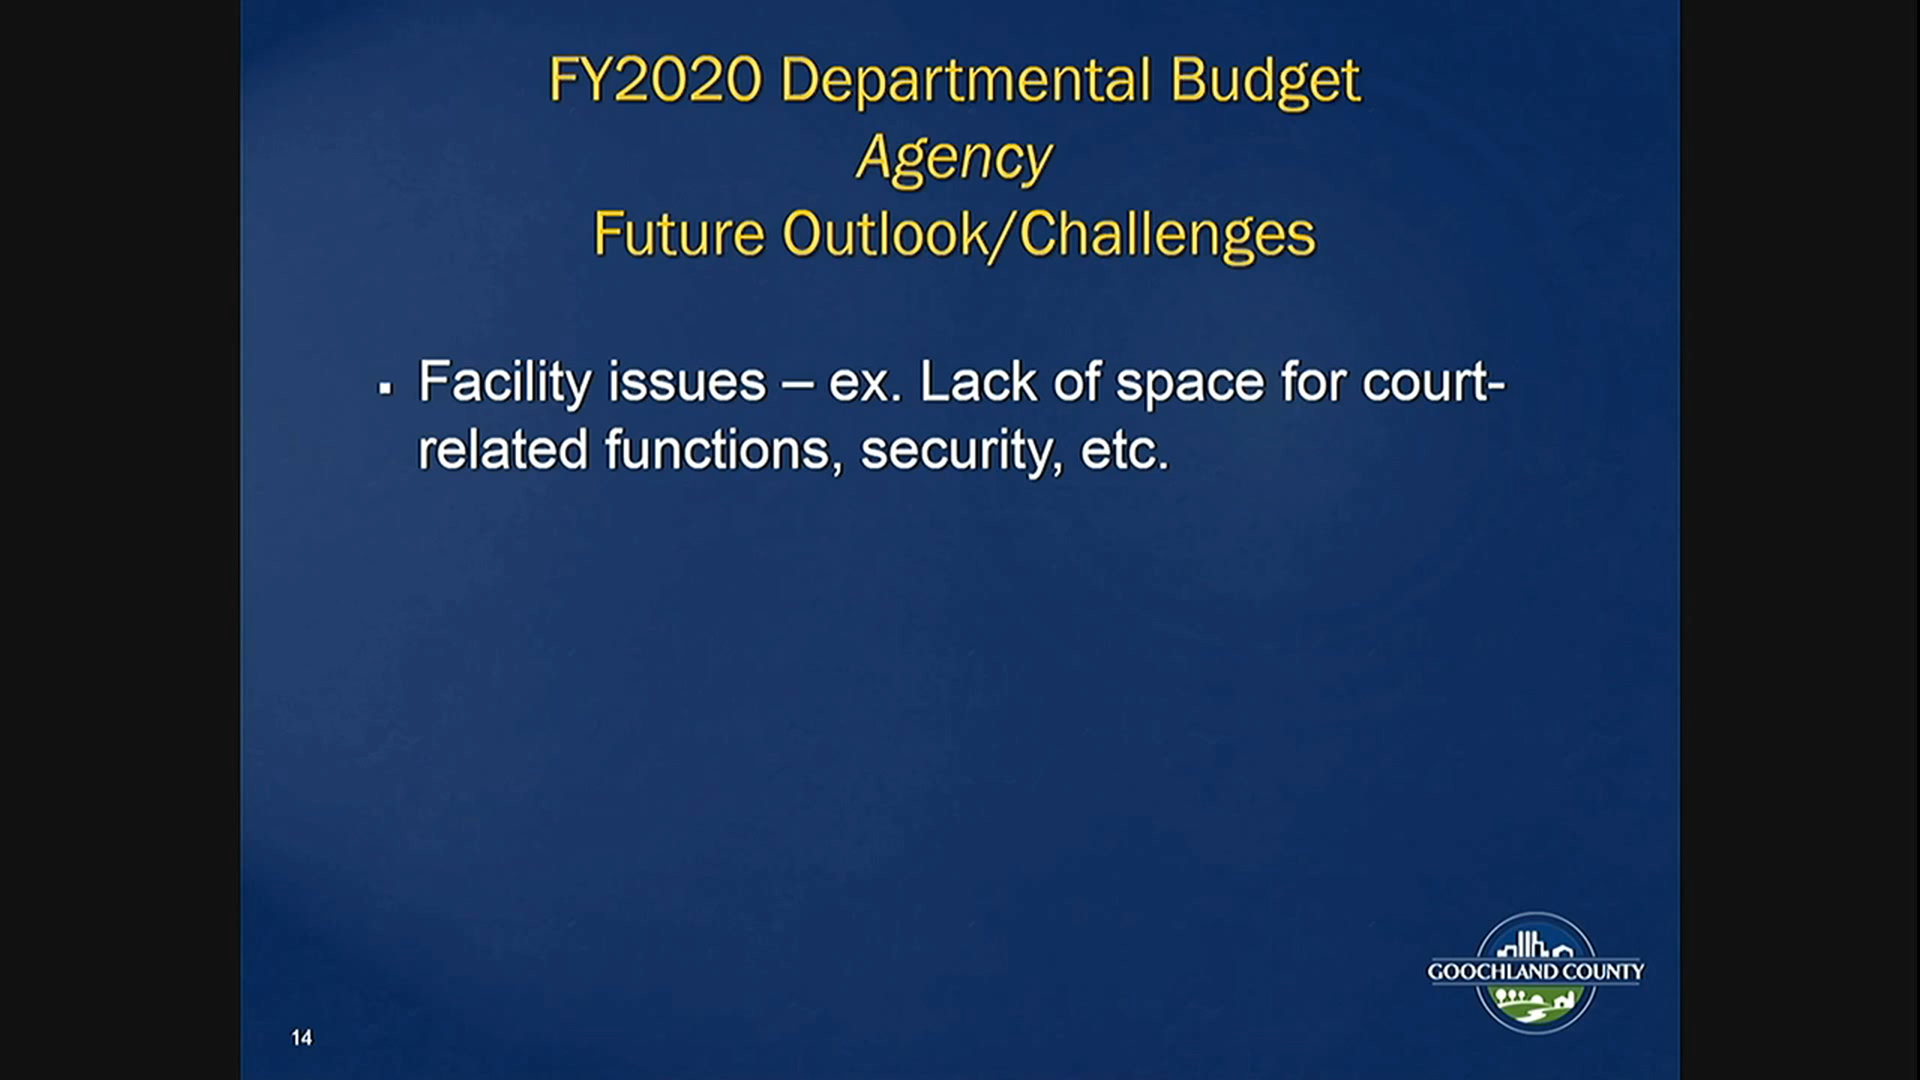 FY2020 Departmental Budget
Agency
Future Outlook/Challenges
▪ Facility issues – ex. Lack of space for court-
related functions, security, etc.
GOOCHLAND COUNTY
14